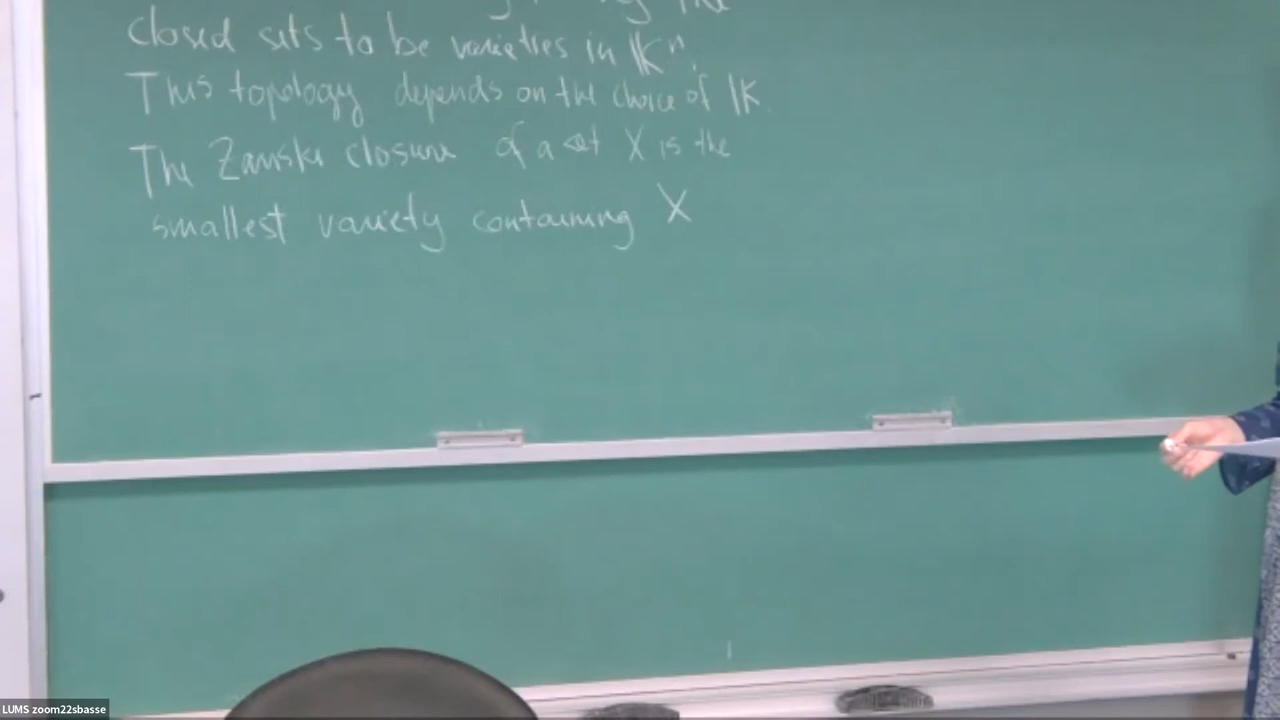 the
closed sets to be varieties in 𝕂ⁿ.
This topology depends on the choice of 𝕂.
The Zariski closure of a set X is the
smallest variety containing X
LUMS zoom22sbasse